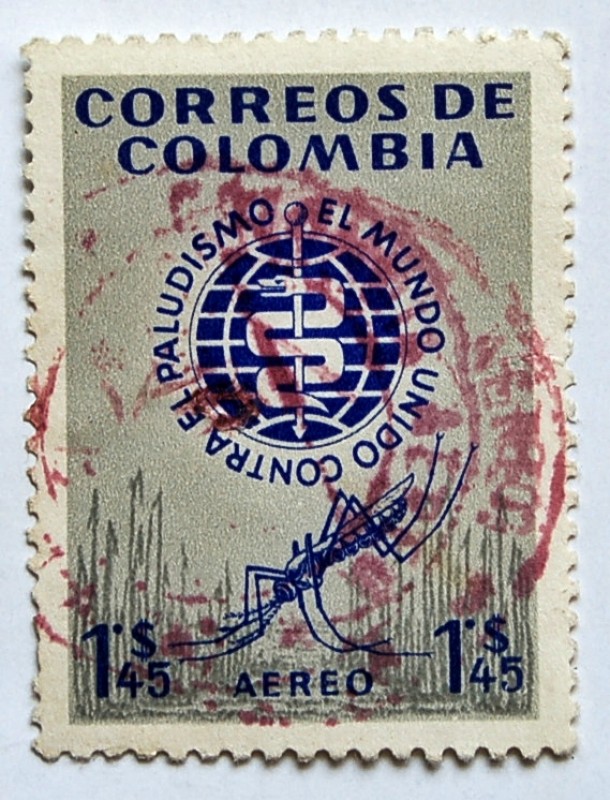 CORREOS DE
COLOMBIA
EL MUNDO UNIDO CONTRA EL PALUDISMO
1.$45
1.$45
AEREO